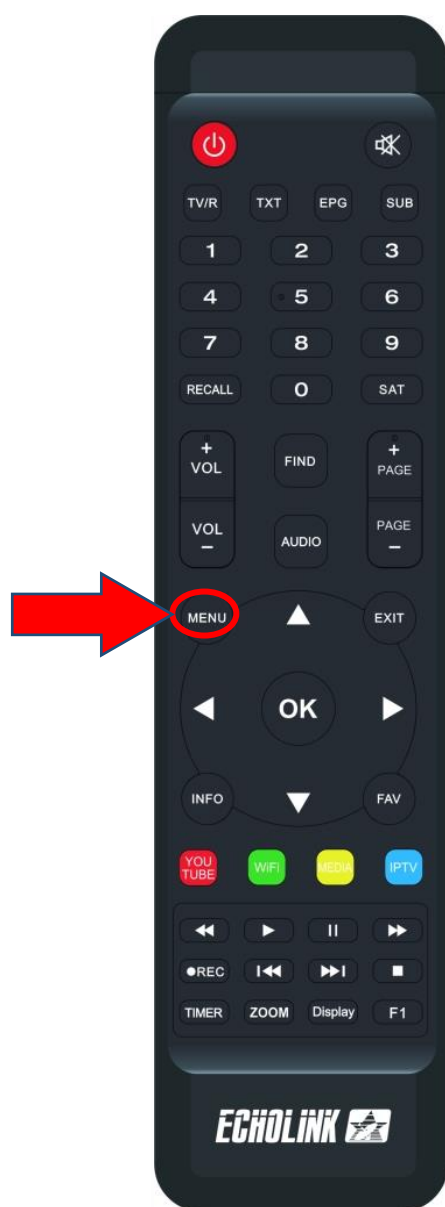 TV/R TXT EPG SUB
1 2 3
4 5 6
7 8 9
RECALL 0 SAT
+ VOL FIND + PAGE
VOL - AUDIO PAGE -
MENU EXIT
OK
INFO FAV
YOU TUBE WiFi MEDIA IPTV
●REC
TIMER ZOOM Display F1
ECHOLINK